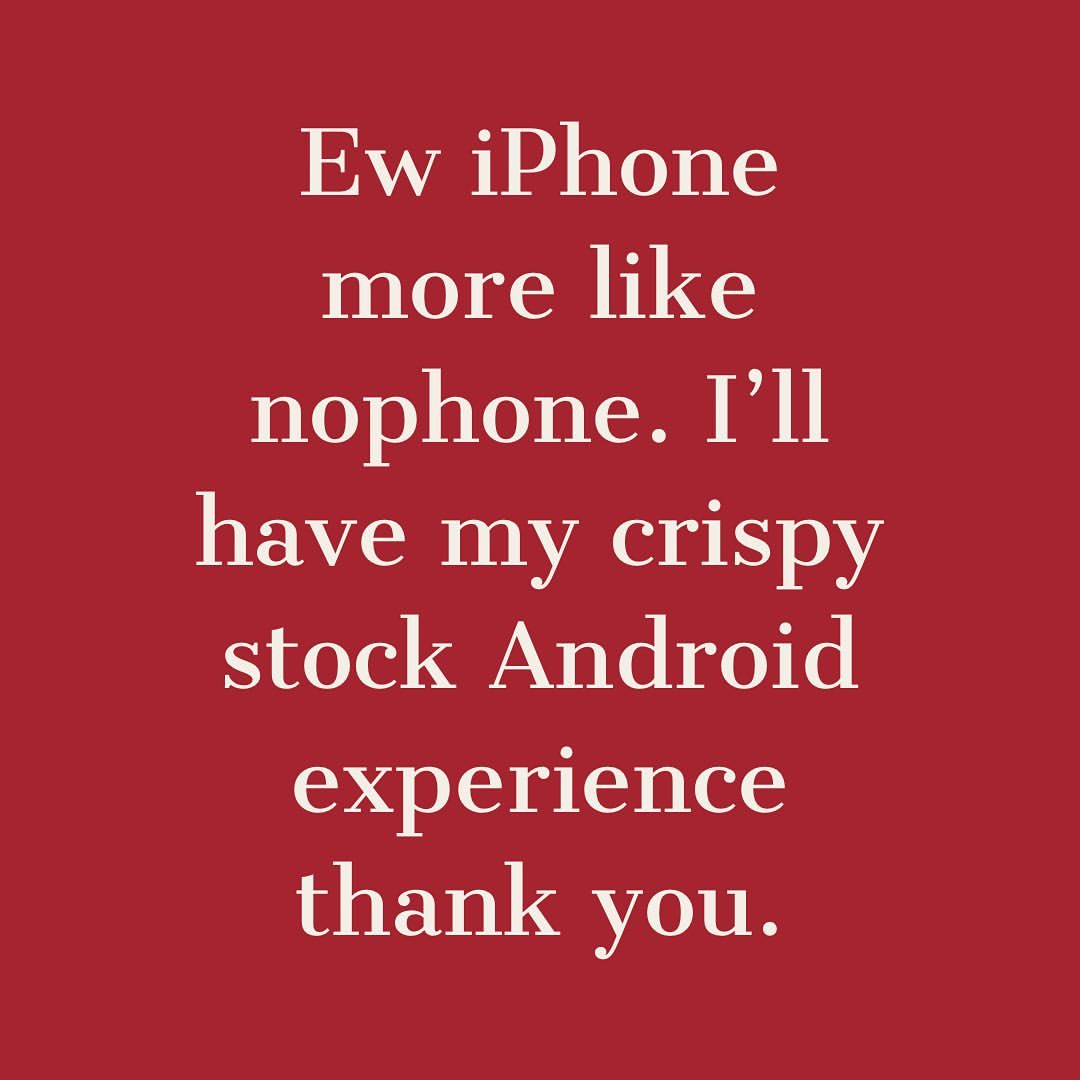 Ew iPhone
more like
nophone. I’ll
have my crispy
stock Android
experience
thank you.